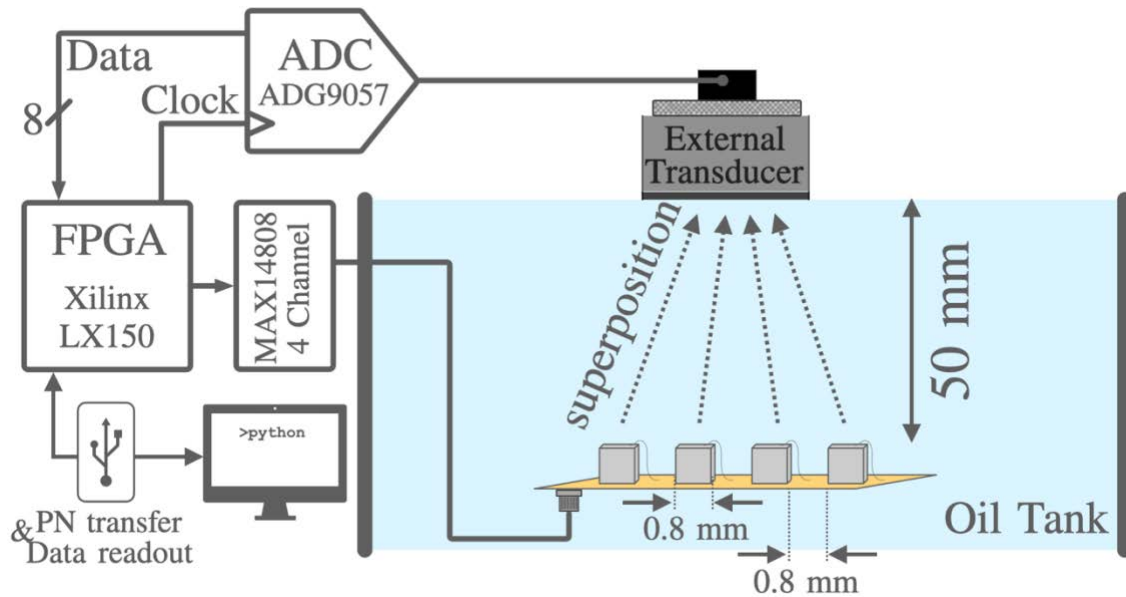 Data
8
Clock
ADC
ADG9057
External
Transducer
FPGA
Xilinx
LX150
MAX14808
4 Channel
superposition
50 mm
>python
PN transfer
& Data readout
0.8 mm
0.8 mm
Oil Tank